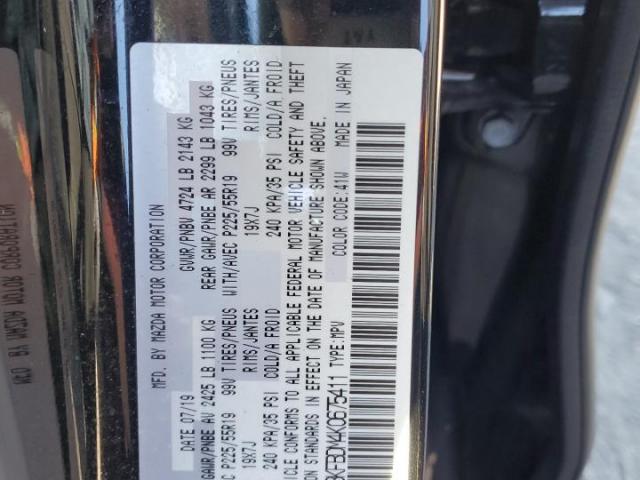 MFD. BY MAZDA MOTOR CORPORATION
DATE 07/19 GVWR/PNBV 4724 LB 2143 KG
GAWR/PNBE AV 2425 LB 1100 KG REAR GAWR/PNBE AR 2299 LB 1043 KG
P225/55R19 99V TIRES/PNEUS WITH/AVEC P225/55R19 99V TIRES/PNEUS
19X7J RIMS/JANTES 19X7J RIMS/JANTES
240 KPA/35 PSI COLD/A FROID 240 KPA/35 PSI COLD/A FROID
CONFORMS TO ALL APPLICABLE FEDERAL MOTOR VEHICLE SAFETY AND THEFT
STANDARDS IN EFFECT ON THE DATE OF MANUFACTURE SHOWN ABOVE.
COLOR CODE:41W MADE IN JAPAN
KFBDM4K0675411 TYPE:MPV